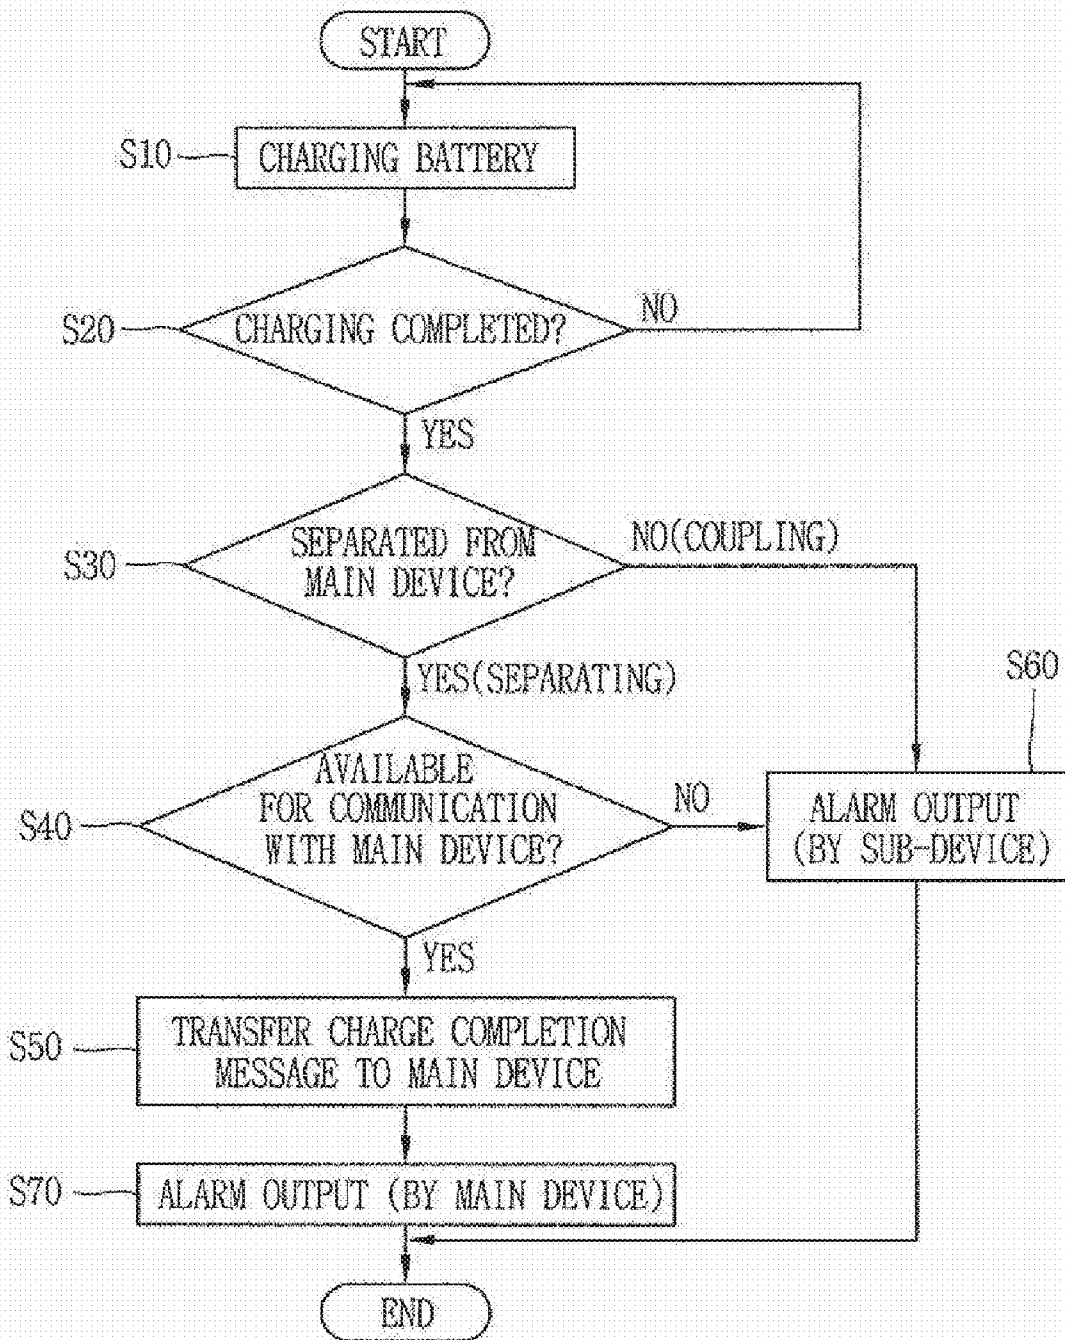 START
S10
CHARGING BATTERY
S20
CHARGING COMPLETED?
NO
YES
S30
SEPARATED FROM
MAIN DEVICE?
NO(COUPLING)
YES(SEPARATING)
S60
S40
AVAILABLE
FOR COMMUNICATION
WITH MAIN DEVICE?
NO
ALARM OUTPUT
(BY SUB-DEVICE)
YES
S50
TRANSFER CHARGE COMPLETION
MESSAGE TO MAIN DEVICE
S70
ALARM OUTPUT (BY MAIN DEVICE)
END